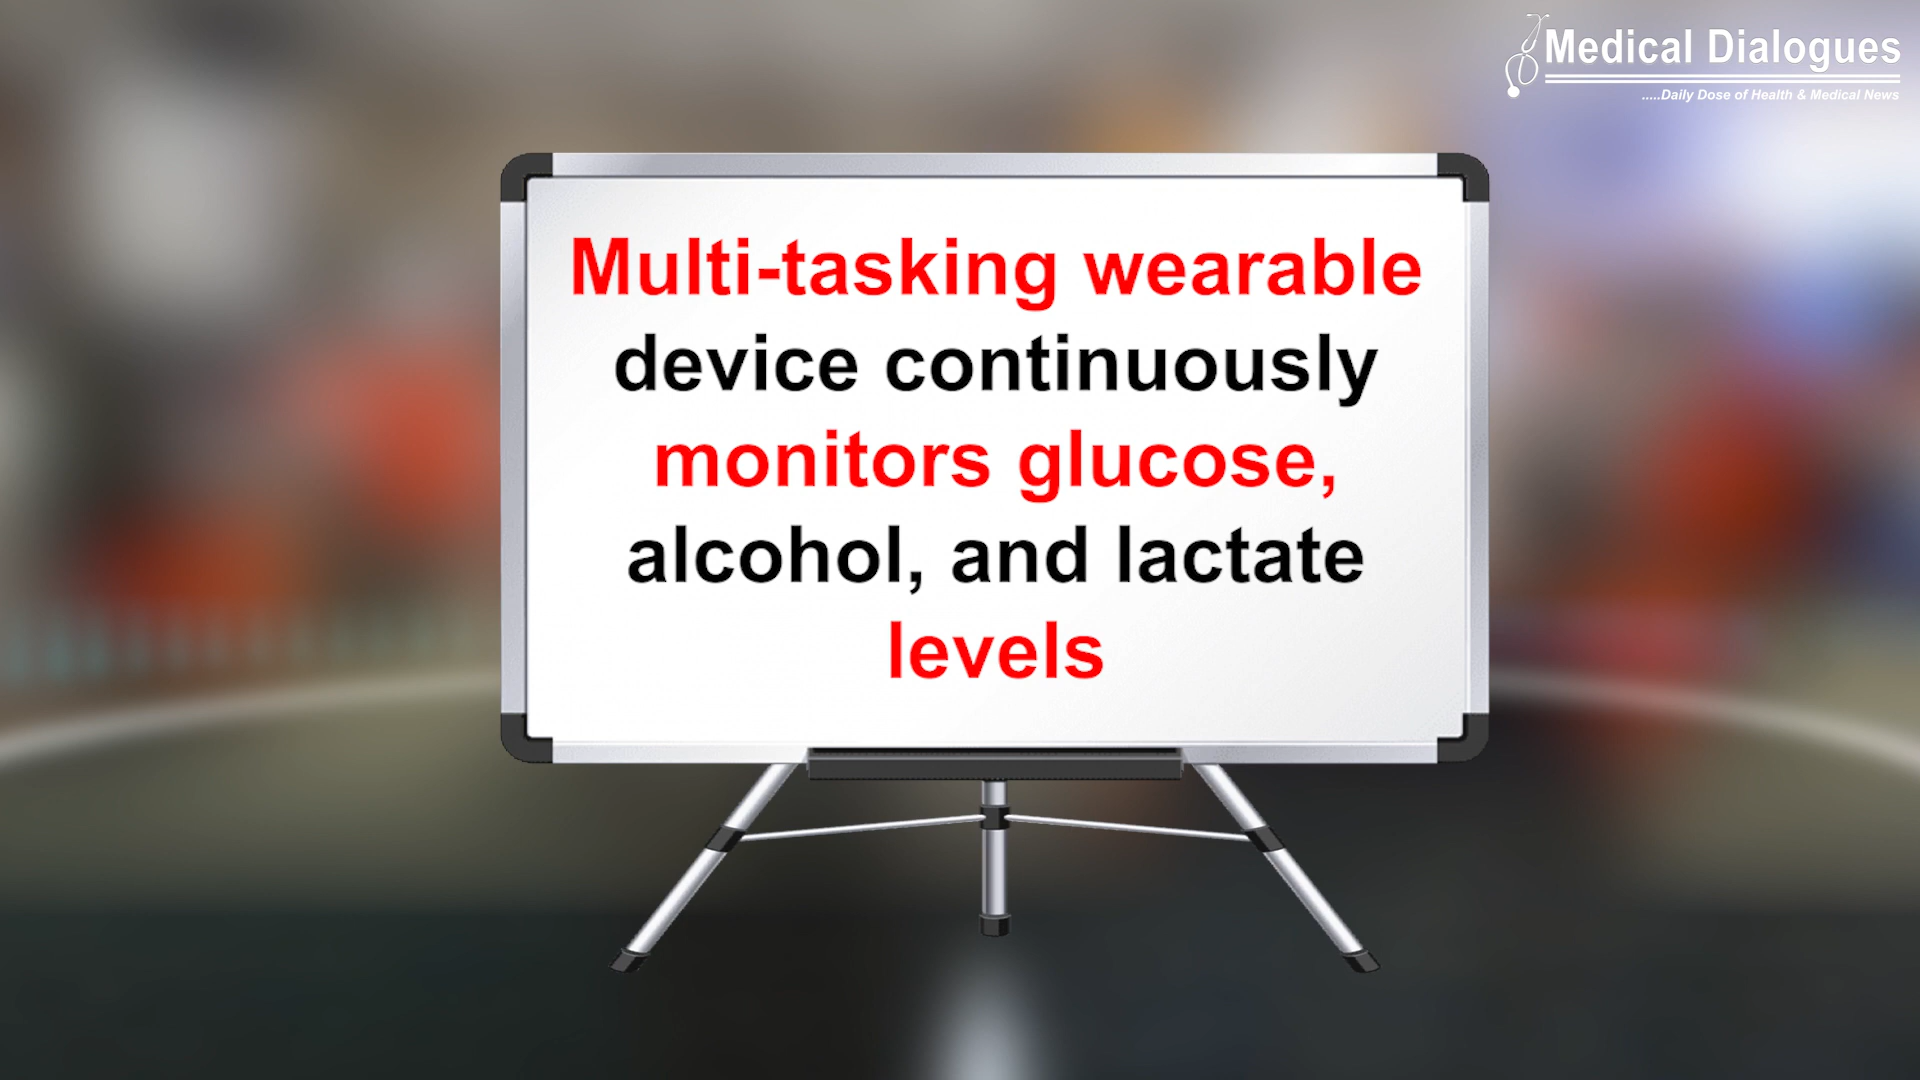 Medical Dialogues
.....Daily Dose of Health & Medical News
Multi-tasking wearable
device continuously
monitors glucose,
alcohol, and lactate
levels